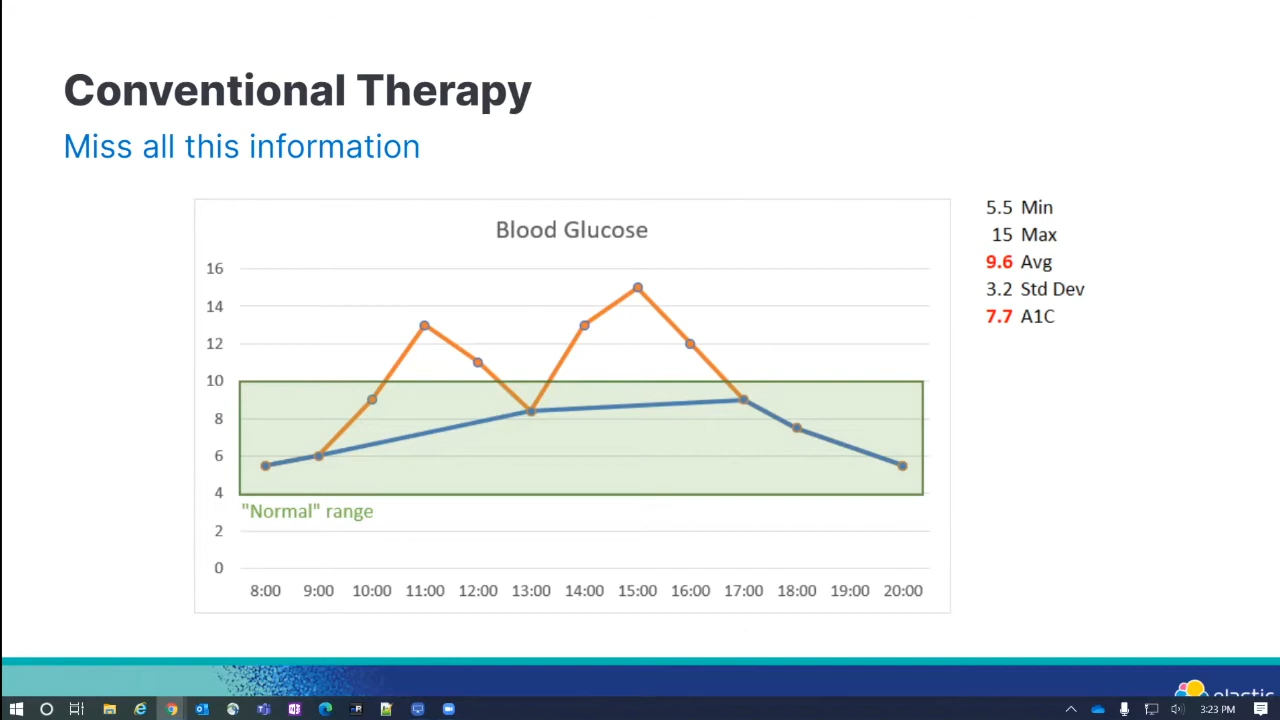 Conventional Therapy
Miss all this information
Blood Glucose
16
14
12
10
8
6
4
2
0
"Normal" range
8:00 9:00 10:00 11:00 12:00 13:00 14:00 15:00 16:00 17:00 18:00 19:00 20:00
5.5 Min
15 Max
9.6 Avg
3.2 Std Dev
7.7 A1C
elastic
3:23 PM